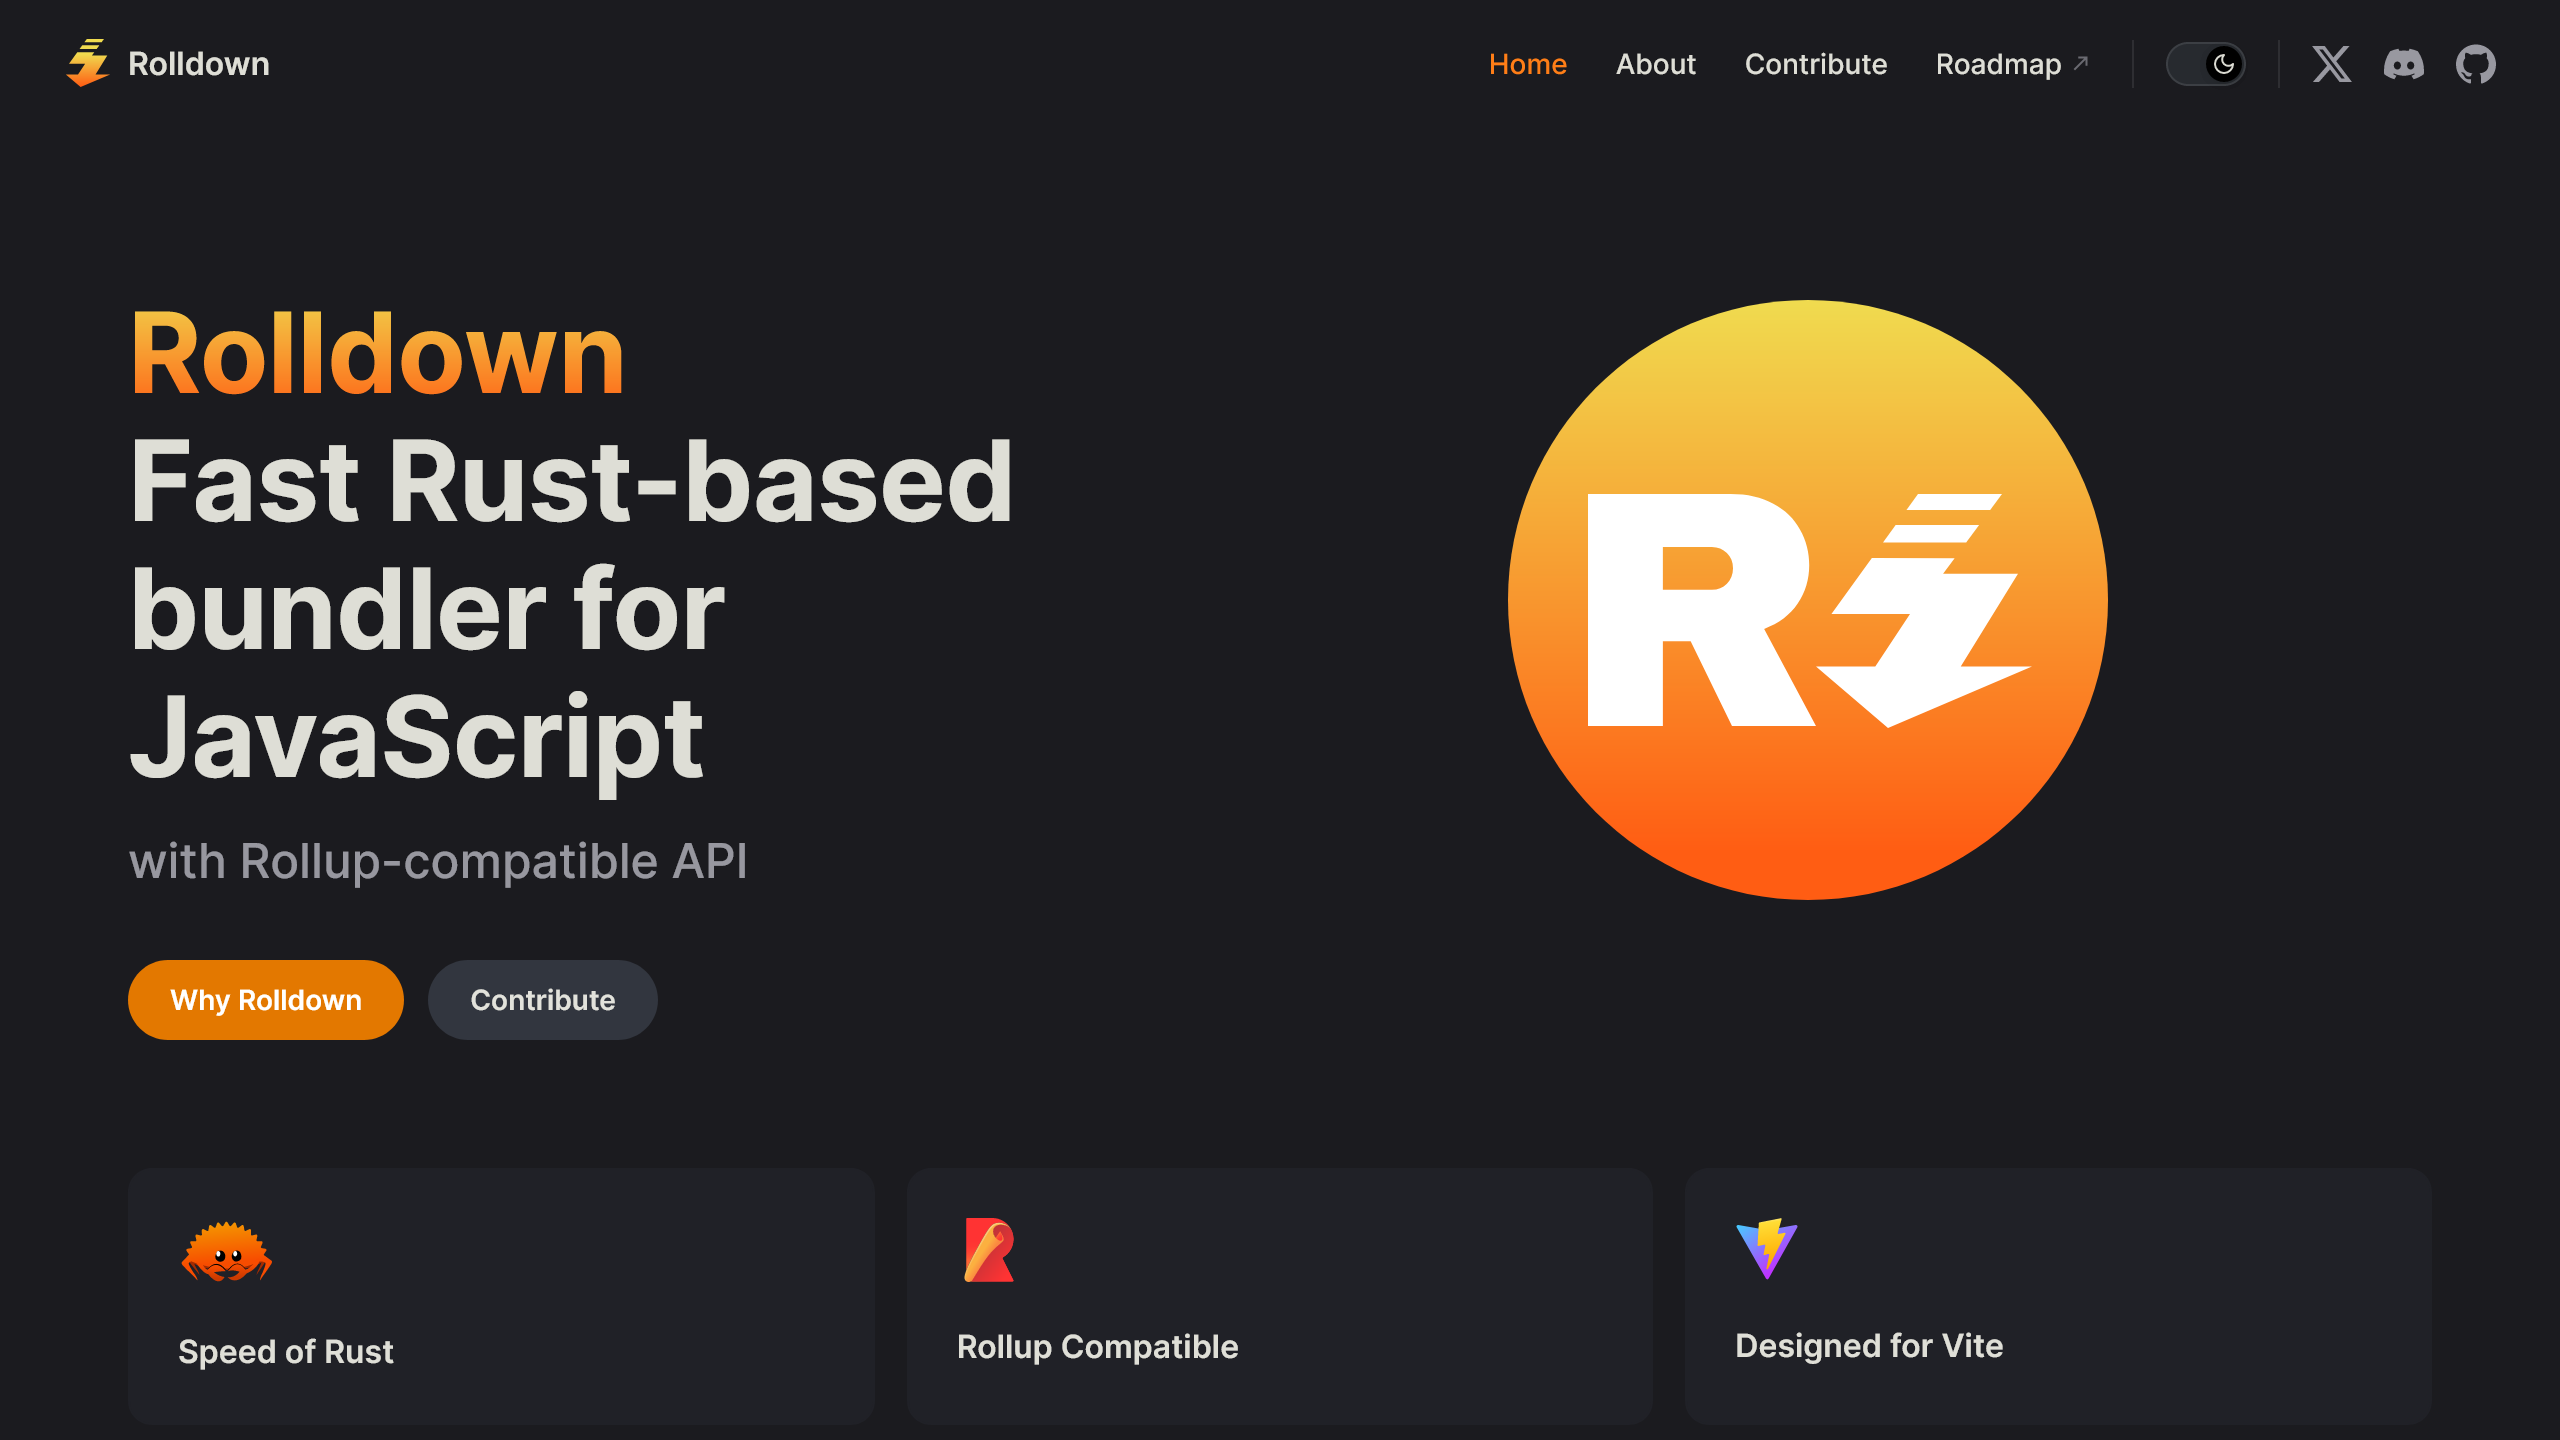 Rolldown
Home
About
Contribute
Roadmap
Rolldown
Fast Rust-based
bundler for
JavaScript
with Rollup-compatible API
Why Rolldown
Contribute
R
Speed of Rust
Rollup Compatible
Designed for Vite